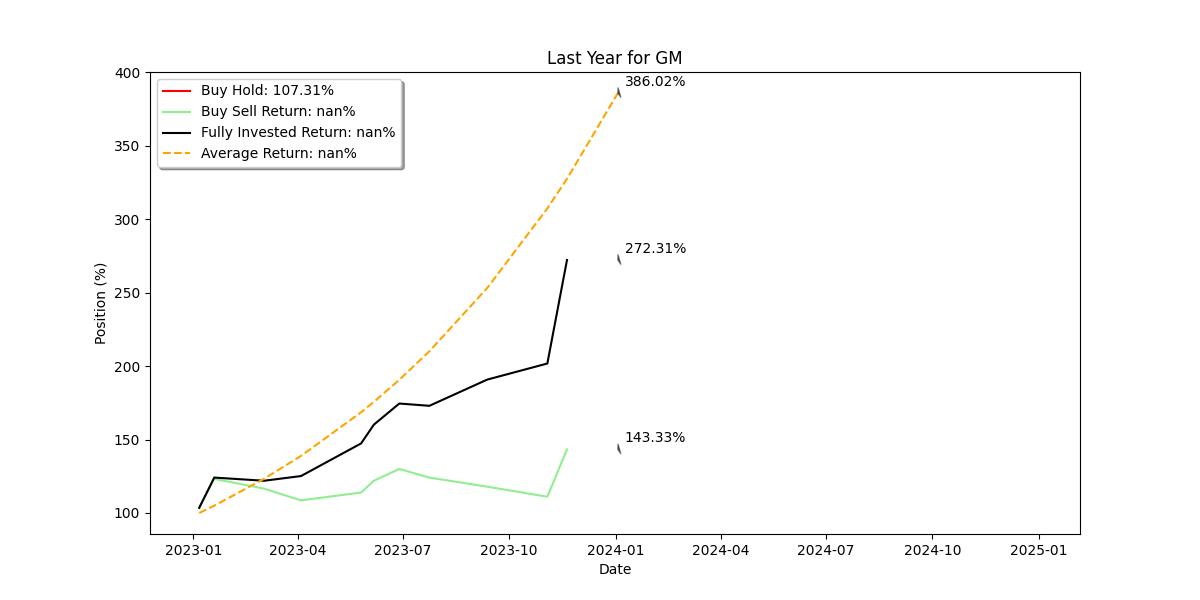 Last Year for GM
400
350
300
250
200
150
100
Position (%)
Buy Hold: 107.31%
Buy Sell Return: nan%
Fully Invested Return: nan%
Average Return: nan%
386.02%
272.31%
143.33%
2023-01 2023-04 2023-07 2023-10 2024-01 2024-04 2024-07 2024-10 2025-01
Date